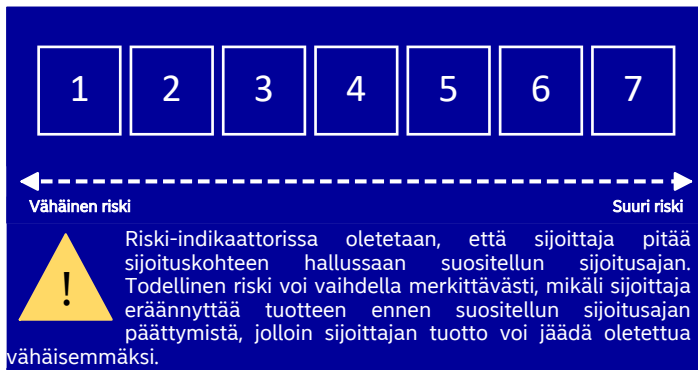 1 2 3 4 5 6 7
Vähäinen riski Suuri riski
Riski-indikaattorissa oletetaan, että sijoittaja pitää
sijoituskohteen hallussaan suositellun sijoitusajan.
Todellinen riski voi vaihdella merkittävästi, mikäli sijoittaja
! eräännyttää tuotteen ennen suositellun sijoitusajan
päättymistä, jolloin sijoittajan tuotto voi jäädä oletettua
vähäisemmäksi.